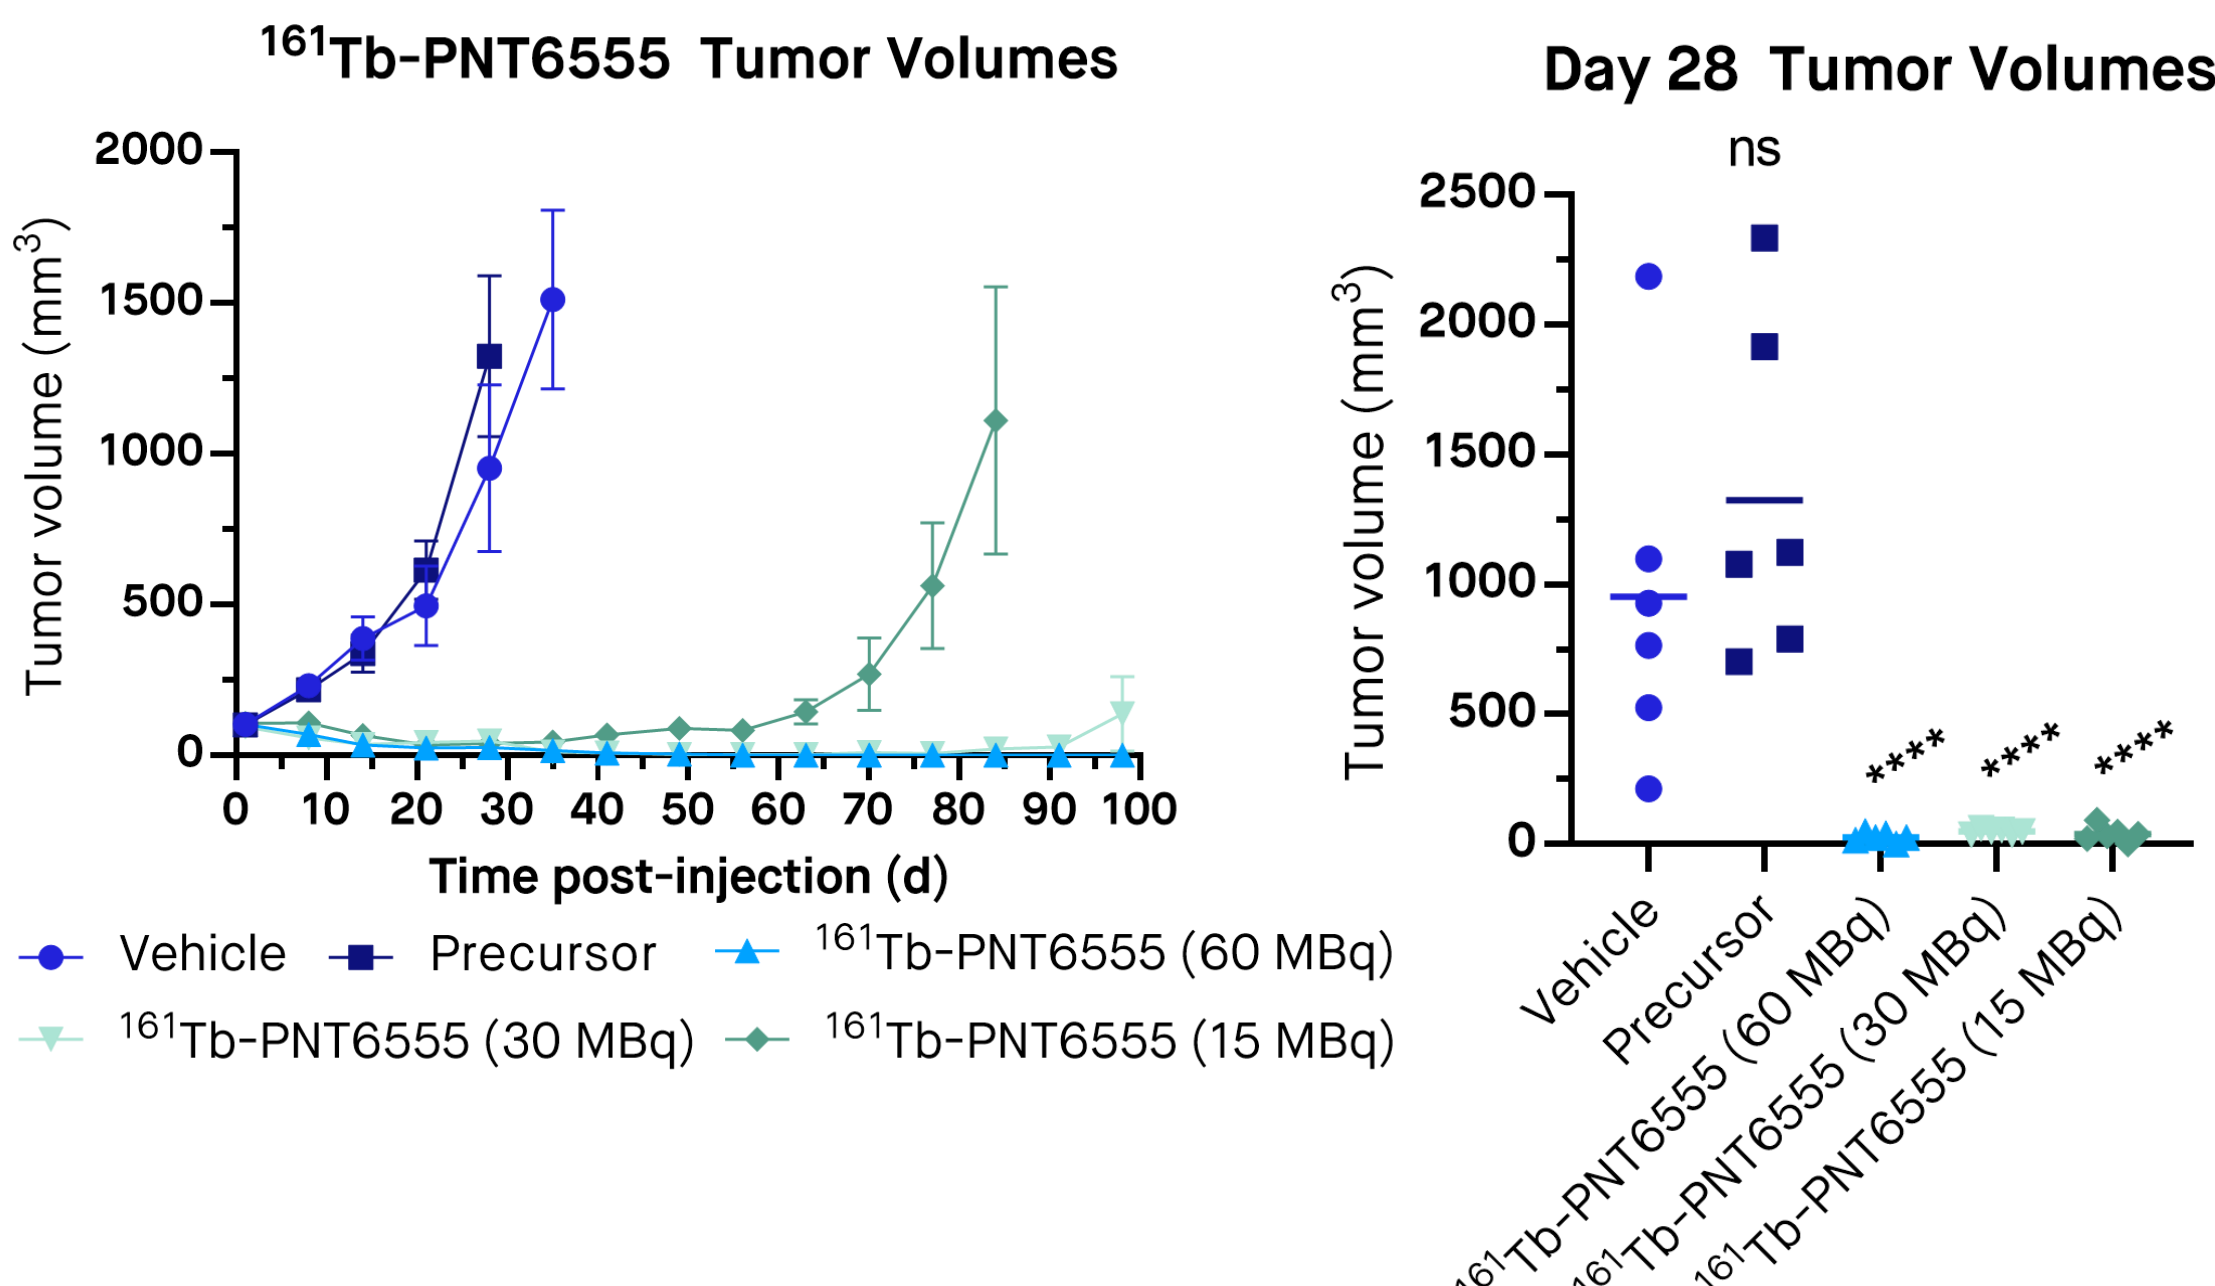 ¹⁶¹Tb-PNT6555 Tumor Volumes
Tumor volume (mm³)
2000
1500
1000
500
0
0 10 20 30 40 50 60 70 80 90 100
Time post-injection (d)
Vehicle Precursor ¹⁶¹Tb-PNT6555 (60 MBq)
¹⁶¹Tb-PNT6555 (30 MBq) ¹⁶¹Tb-PNT6555 (15 MBq)
Day 28 Tumor Volumes
ns
Tumor volume (mm³)
2500
2000
1500
1000
500
0
**** **** ****
Vehicle
Precursor
¹⁶¹Tb-PNT6555 (60 MBq)
¹⁶¹Tb-PNT6555 (30 MBq)
¹⁶¹Tb-PNT6555 (15 MBq)